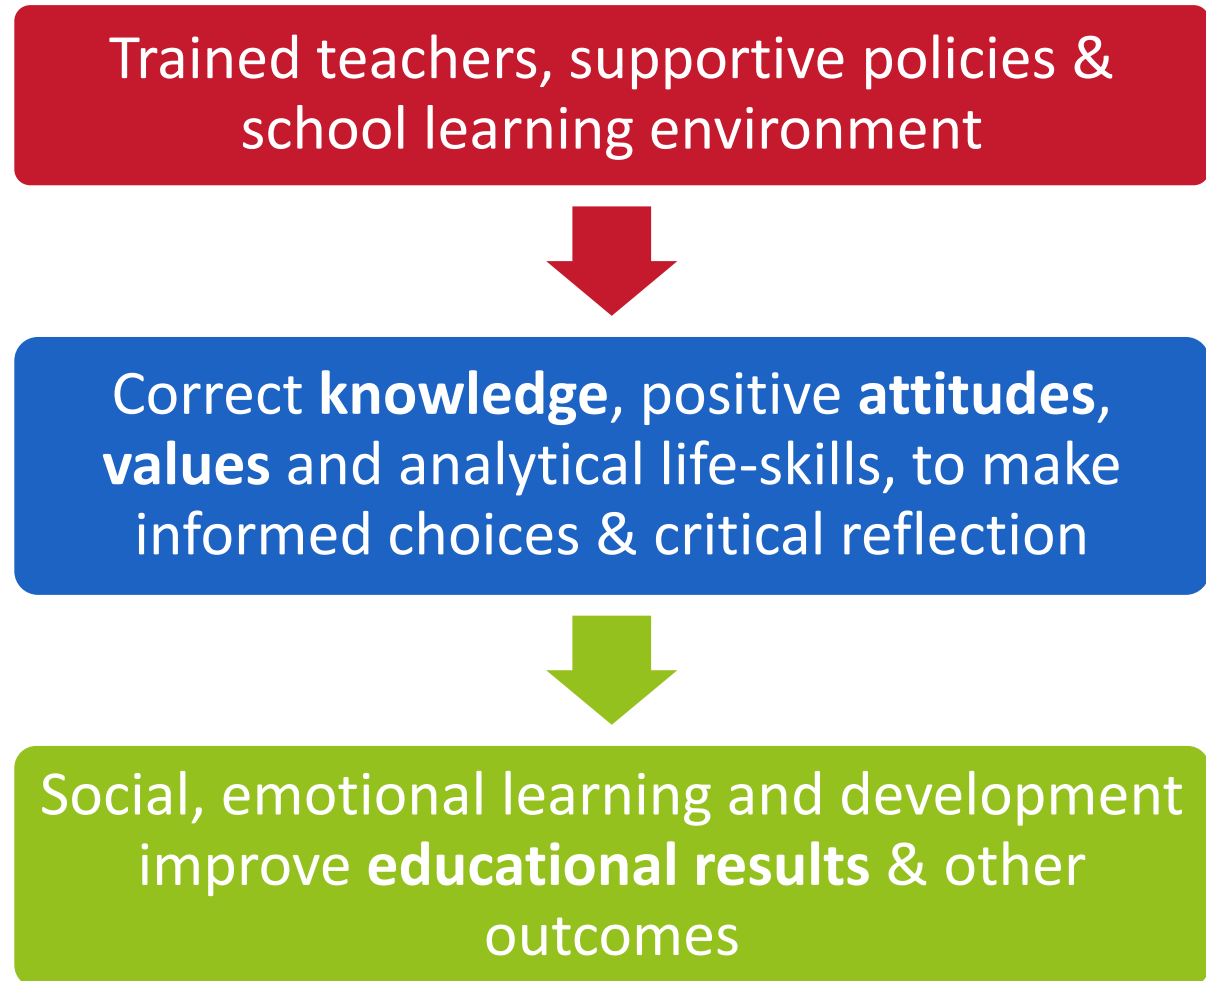 Trained teachers, supportive policies &
school learning environment
Correct knowledge, positive attitudes,
values and analytical life-skills, to make
informed choices & critical reflection
Social, emotional learning and development
improve educational results & other
outcomes